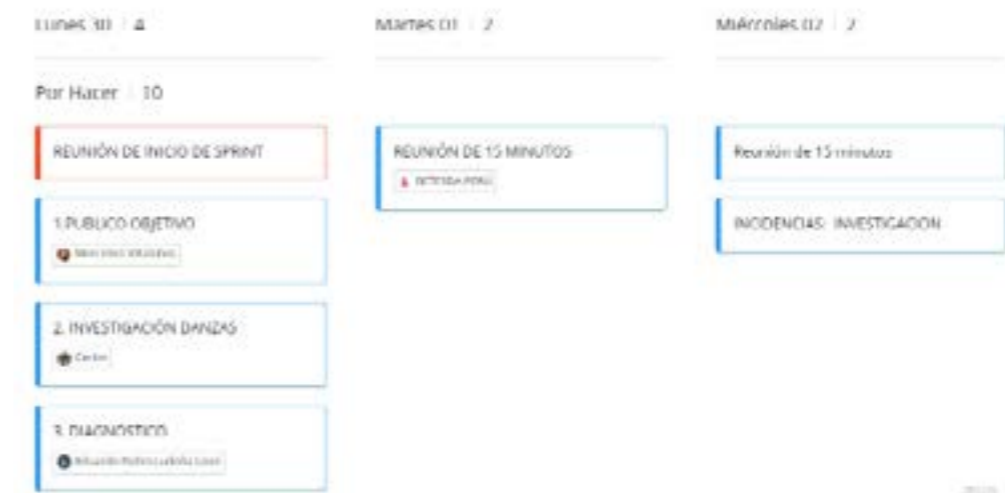 Lunes 30 4
Martes 01 2
Miércoles 02 2
Por Hacer 10
REUNIÓN DE INICIO DE SPRINT
REUNIÓN DE 15 MINUTOS
Reunión de 15 minutos
1.PUBLICO OBJETIVO
INCIDENCIAS: INVESTIGACION
2. INVESTIGACIÓN DANZAS
3. DIAGNOSTICO